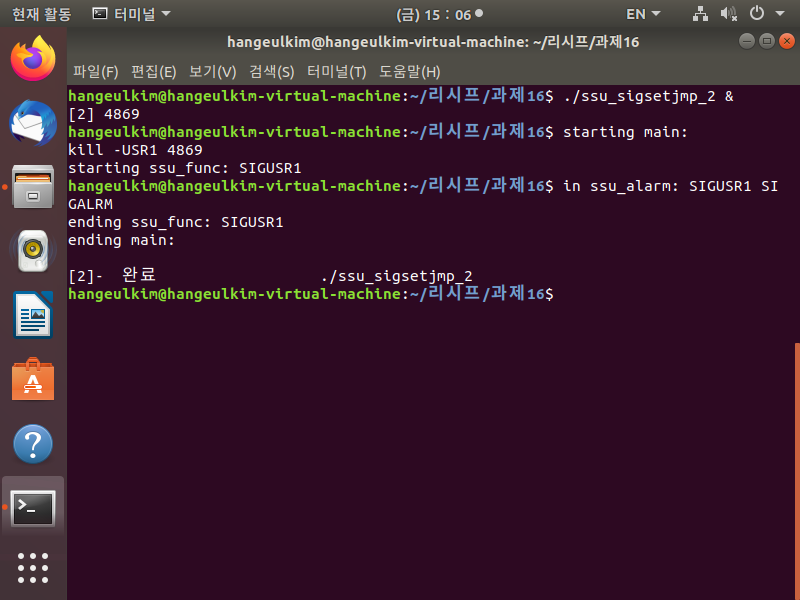 현재 활동 터미널 (금) 15 : 06 EN
hangeulkim@hangeulkim-virtual-machine: ~/리시프/과제16
파일(F) 편집(E) 보기(V) 검색(S) 터미널(T) 도움말(H)
hangeulkim@hangeulkim-virtual-machine:~/리시프/과제16$ ./ssu_sigsetjmp_2 &
[2] 4869
hangeulkim@hangeulkim-virtual-machine:~/리시프/과제16$ starting main:
kill -USR1 4869
starting ssu_func: SIGUSR1
hangeulkim@hangeulkim-virtual-machine:~/리시프/과제16$ in ssu_alarm: SIGUSR1 SI
GALRM
ending ssu_func: SIGUSR1
ending main:
[2]- 완료 ./ssu_sigsetjmp_2
hangeulkim@hangeulkim-virtual-machine:~/리시프/과제16$